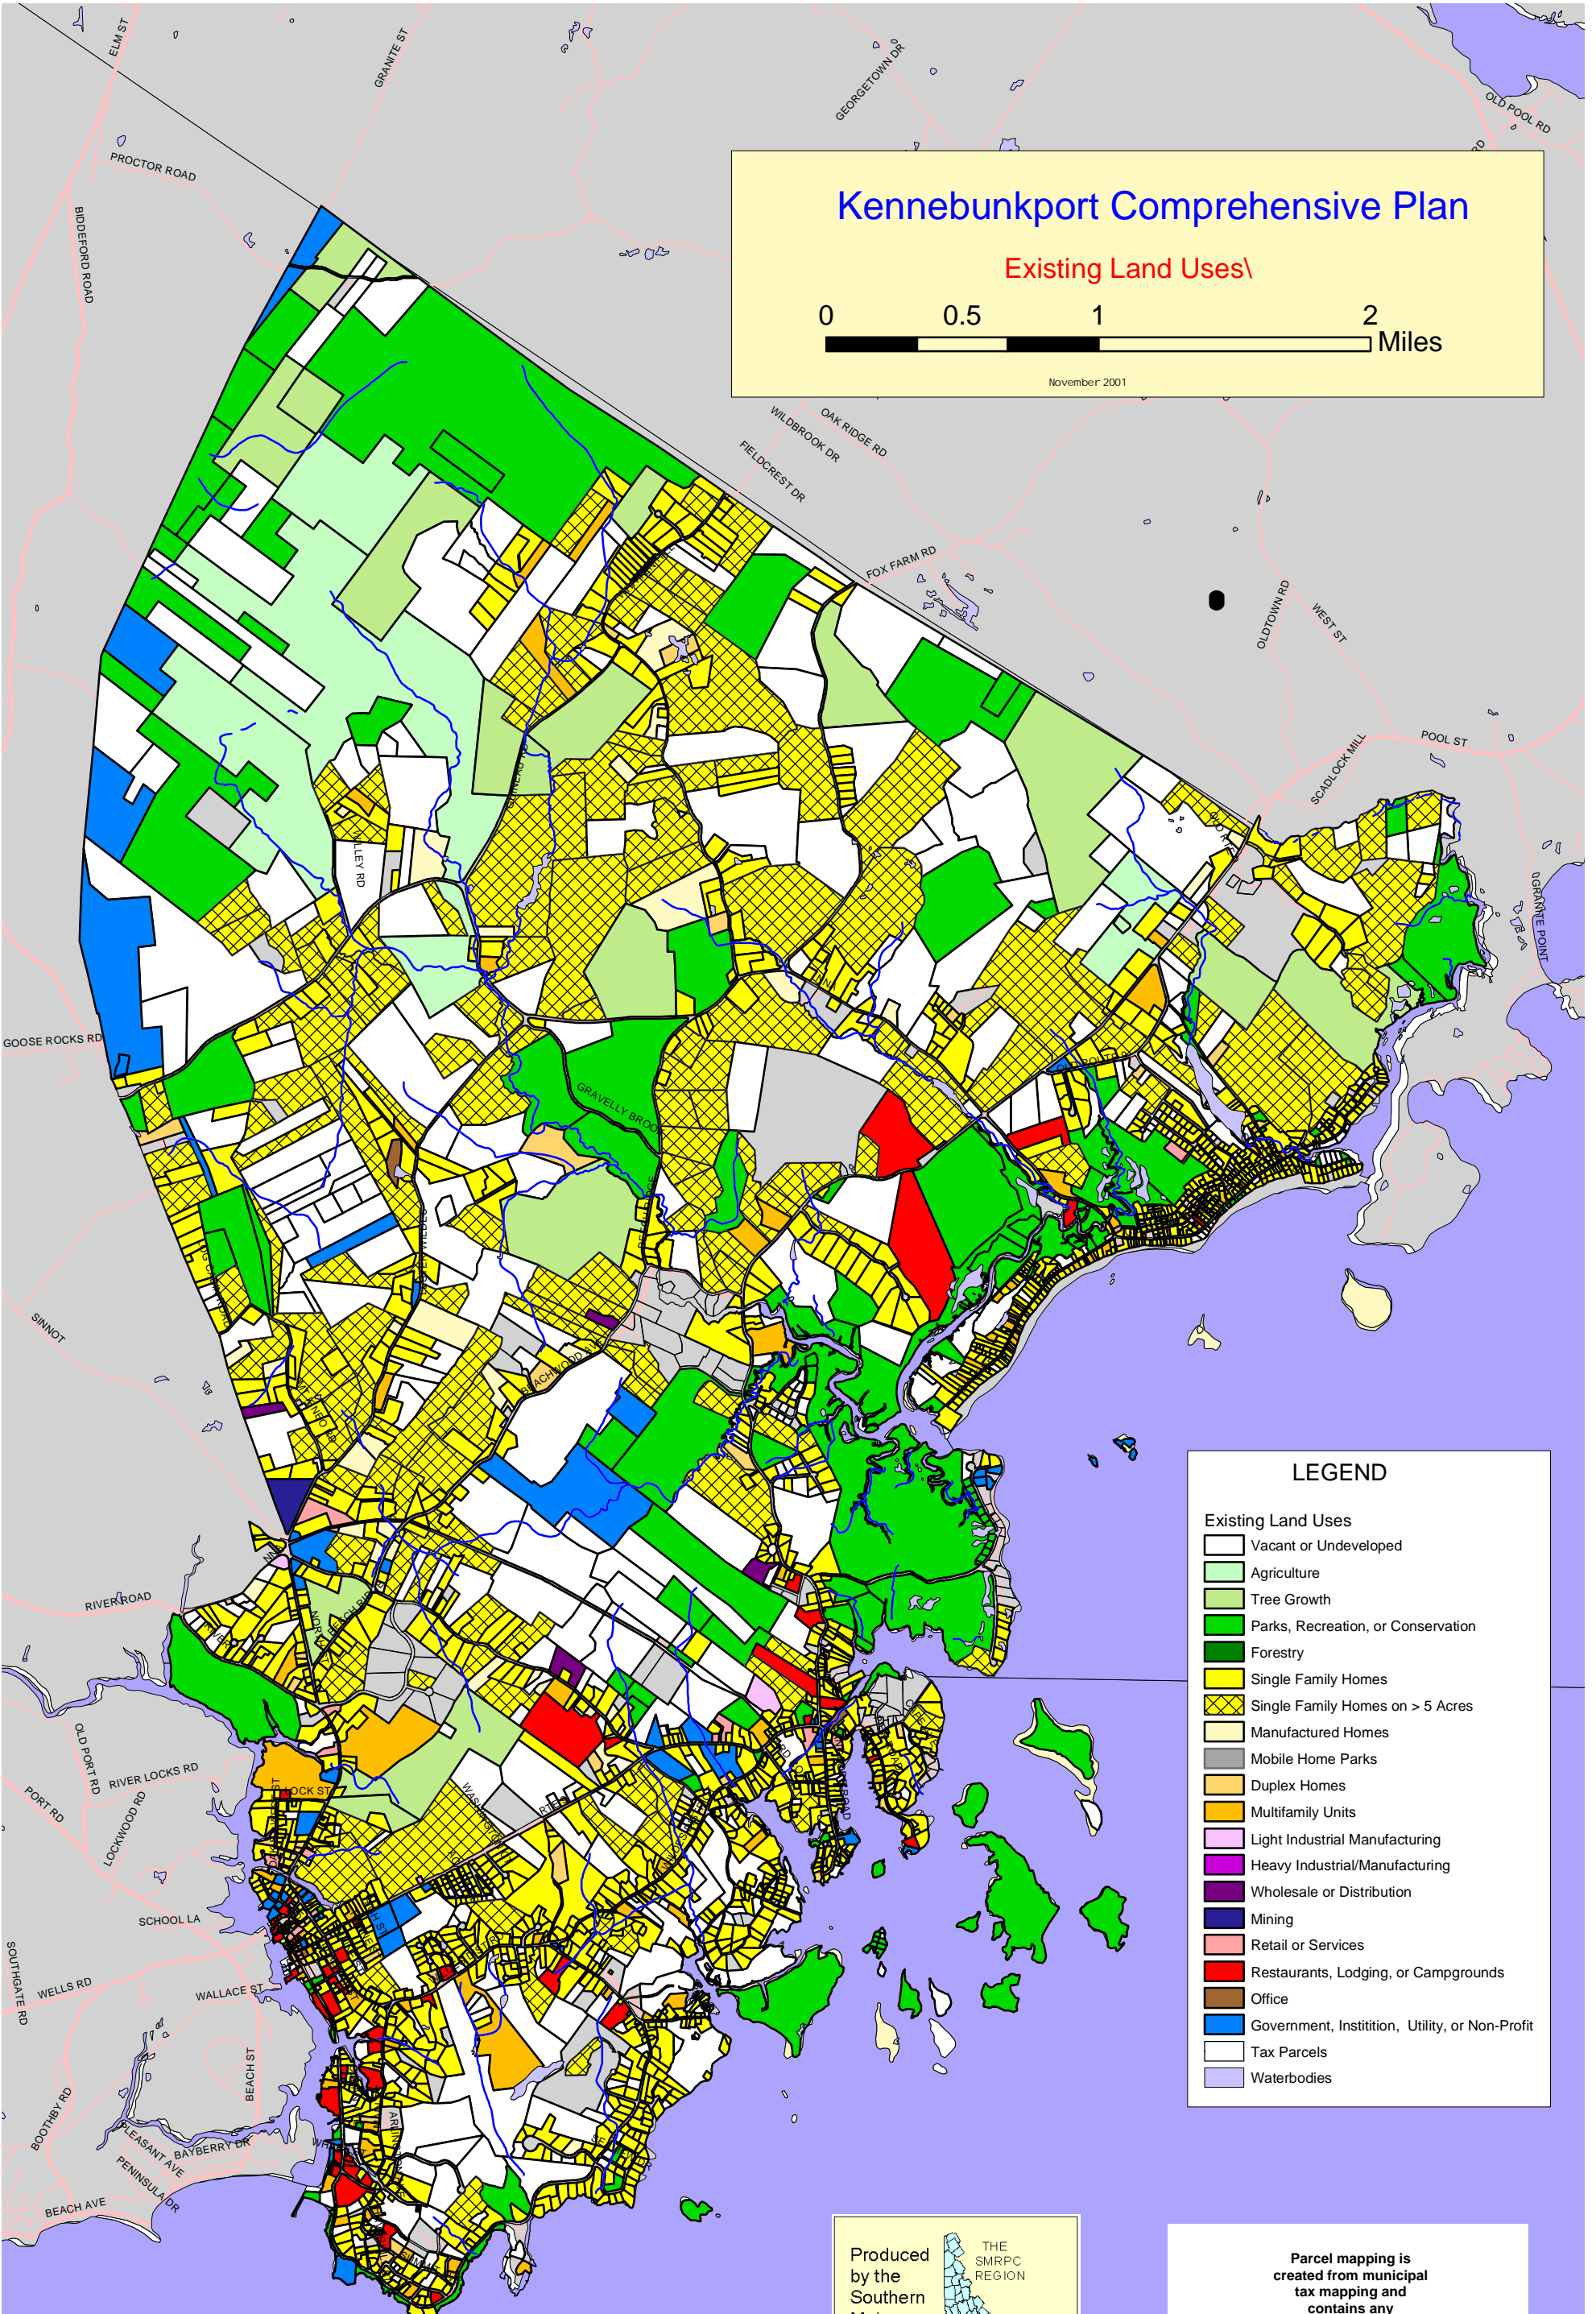 ELM ST
GRANITE ST
GEORGETOWN DR
OLD POOL RD
RD
PROCTOR ROAD
BIDDEFORD ROAD
Kennebunkport Comprehensive Plan
Existing Land Uses\
0 0.5 1 2
Miles
November 2001
WILDBROOK DR
OAK RIDGE RD
FIELDCREST DR
FOX FARM RD
OLDTOWN RD
WEST ST
SCADLOCK MILL
POOL ST
WILLEY RD
GRANITE POINT
GOOSE ROCKS RD
GRAVELLY BROOK
SINNOT
BEACHWOOD AVE
RIVER ROAD
OLD PORT RD
RIVER LOCKS RD
PORT RD
LOCKWOOD RD
LOCK ST
SCHOOL LA
SOUTHGATE RD
WELLS RD
WALLACE ST
BEACH ST
BOOTHBY RD
PLEASANT AVE
BAYBERRY DR
PENINSULA DR
BEACH AVE
LEGEND
Existing Land Uses
Vacant or Undeveloped
Agriculture
Tree Growth
Parks, Recreation, or Conservation
Forestry
Single Family Homes
Single Family Homes on > 5 Acres
Manufactured Homes
Mobile Home Parks
Duplex Homes
Multifamily Units
Light Industrial Manufacturing
Heavy Industrial/Manufacturing
Wholesale or Distribution
Mining
Retail or Services
Restaurants, Lodging, or Campgrounds
Office
Government, Institition, Utility, or Non-Profit
Tax Parcels
Waterbodies
Produced
by the
Southern
THE
SMRPC
REGION
Parcel mapping is
created from municipal
tax mapping and
contains any